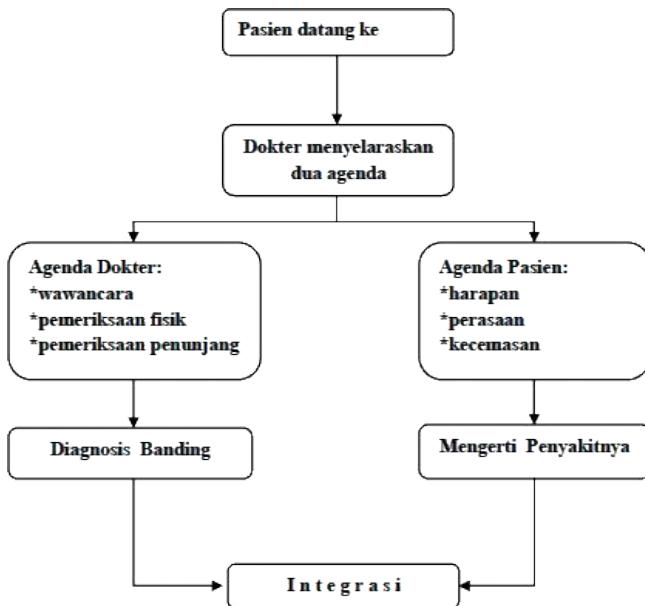 Pasien datang ke
Dokter menyelaraskan
dua agenda
Agenda Dokter:
*wawancara
*pemeriksaan fisik
*pemeriksaan penunjang
Agenda Pasien:
*harapan
*perasaan
*kecemasan
Diagnosis Banding
Mengerti Penyakitnya
Integrasi